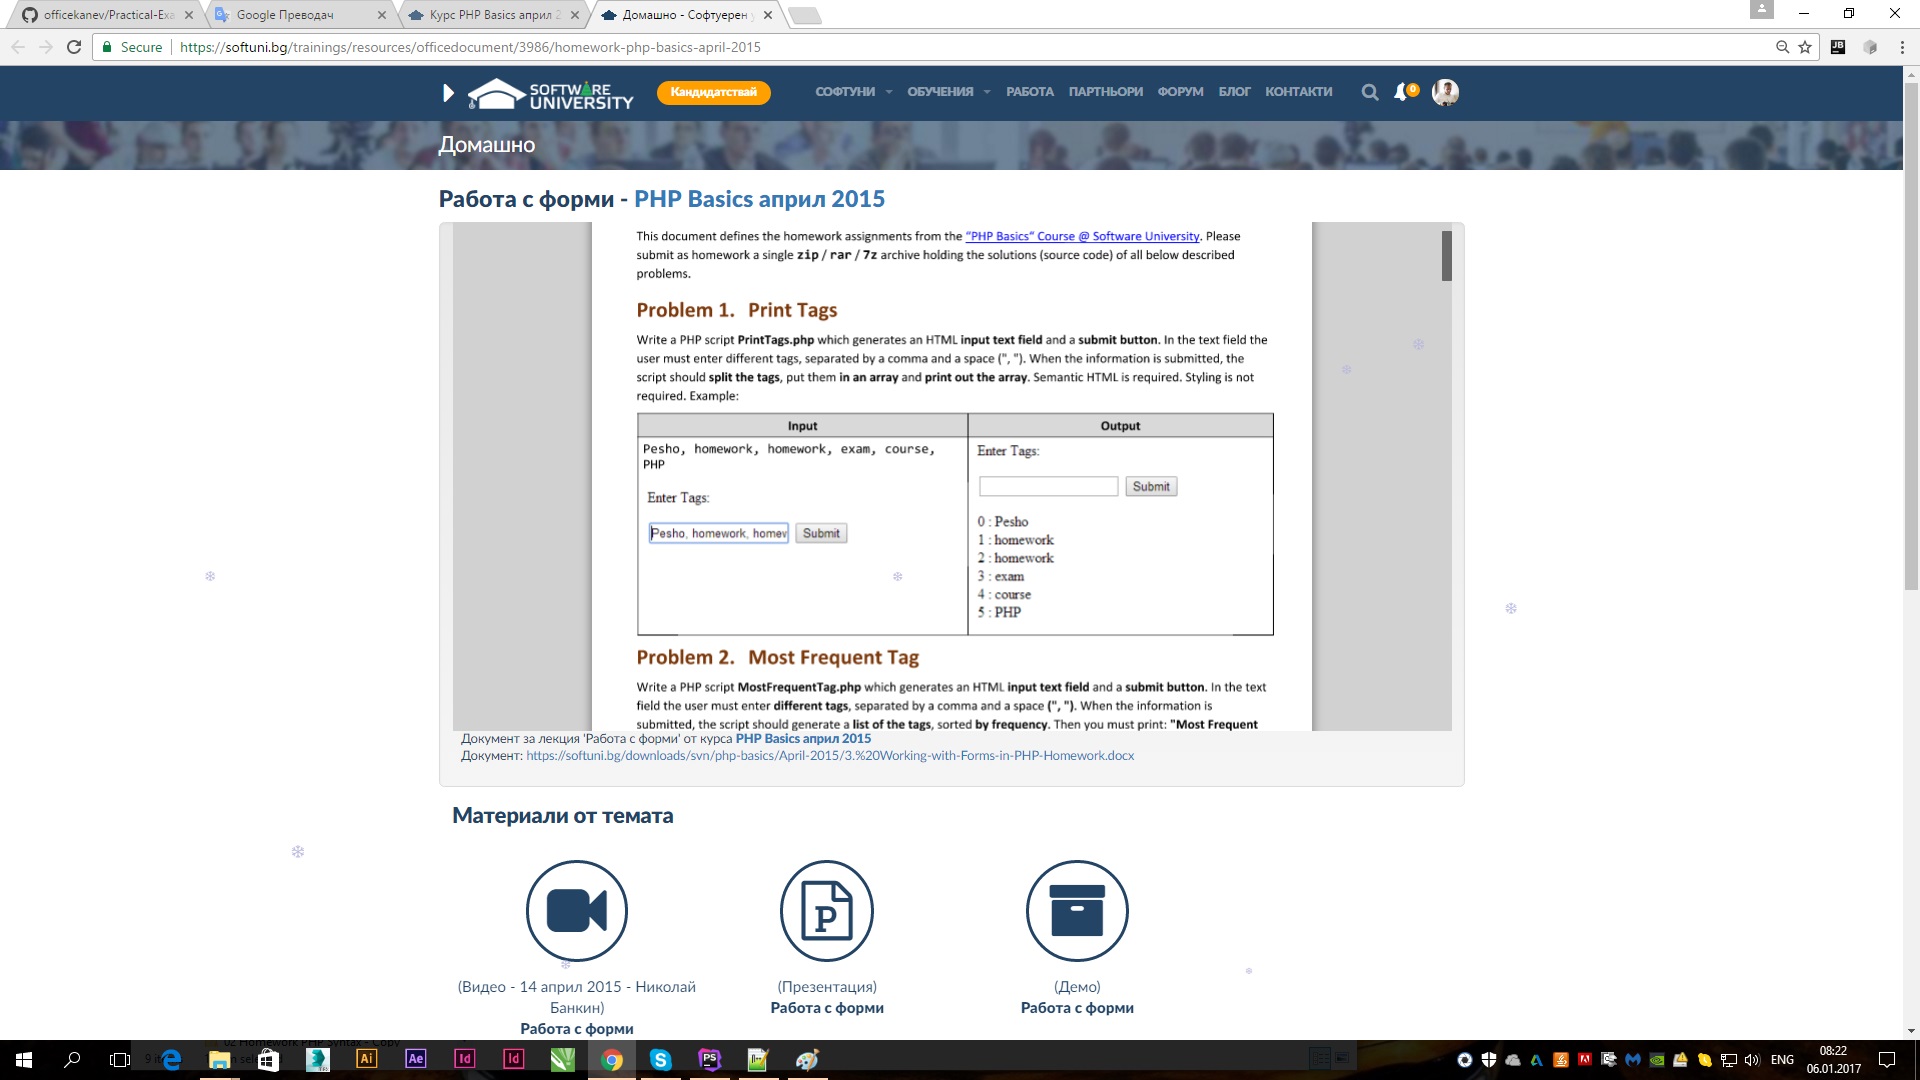 officekanev/Practical-Exa
Google Преводач
Курс PHP Basics април 2
Домашно - Софтуерен у
Secure
https://softuni.bg/trainings/resources/officedocument/3986/homework-php-basics-april-2015
SOFTWARE
UNIVERSITY
Кандидатствай
СОФТУНИ
ОБУЧЕНИЯ
РАБОТА
ПАРТНЬОРИ
ФОРУМ
БЛОГ
КОНТАКТИ
0
Домашно
Работа с форми - PHP Basics април 2015
This document defines the homework assignments from the "PHP Basics" Course @ Software University. Please
submit as homework a single zip / rar / 7z archive holding the solutions (source code) of all below described
problems.
Problem 1. Print Tags
Write a PHP script PrintTags.php which generates an HTML input text field and a submit button. In the text field the
user must enter different tags, separated by a comma and a space (", "). When the information is submitted, the
script should split the tags, put them in an array and print out the array. Semantic HTML is required. Styling is not
required. Example:
Input
Output
Pesho, homework, homework, exam, course,
PHP
Enter Tags:
Pesho, homework, homew
Submit
Enter Tags:
Submit
0 : Pesho
1 : homework
2 : homework
3 : exam
4 : course
5 : PHP
Problem 2. Most Frequent Tag
Write a PHP script MostFrequentTag.php which generates an HTML input text field and a submit button. In the text
field the user must enter different tags, separated by a comma and a space (", "). When the information is
submitted, the script should generate a list of the tags, sorted by frequency. Then you must print: "Most Frequent
Документ за лекция 'Работа с форми' от курса PHP Basics април 2015
Документ: https://softuni.bg/downloads/svn/php-basics/April-2015/3.%20Working-with-Forms-in-PHP-Homework.docx
Материали от темата
P
(Видео - 14 април 2015 - Николай
Банкин)
Работа с форми
(Презентация)
Работа с форми
(Демо)
Работа с форми
02 Homework PHP Syntax - Copy
Ai
Ae
Id
Id
PS
ENG
08:22
06.01.2017